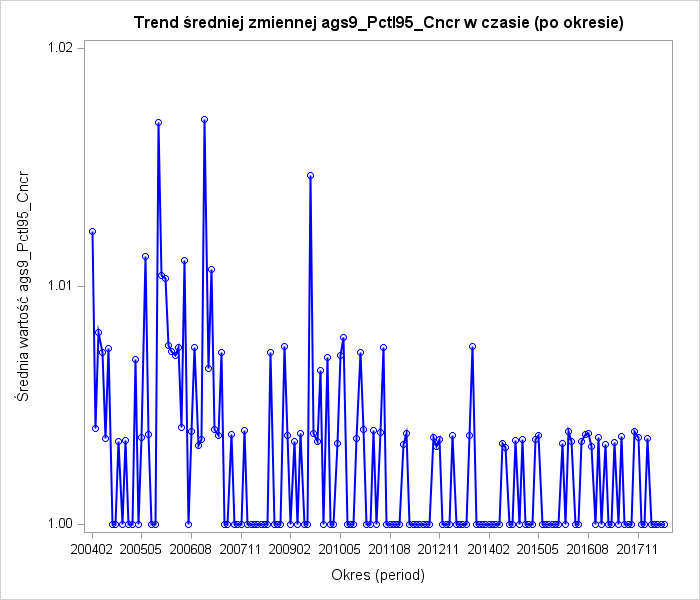 Trend średniej zmiennej ags9_Pctl95_Cncr w czasie (po okresie)
1.02
1.01
1.00
Średnia wartość ags9_Pctl95_Cncr
200402 200505 200608 200711 200902 201005 201108 201211 201402 201505 201608 201711
Okres (period)